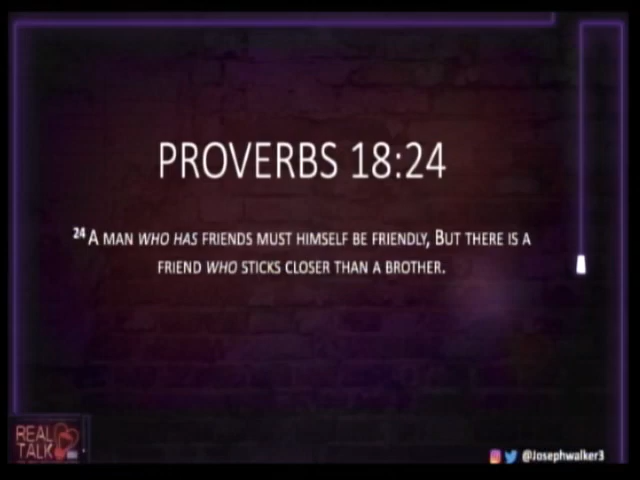 PROVERBS 18:24
24 A MAN WHO HAS FRIENDS MUST HIMSELF BE FRIENDLY, BUT THERE IS A
FRIEND WHO STICKS CLOSER THAN A BROTHER.
REAL
TALK
@Josephwalker3